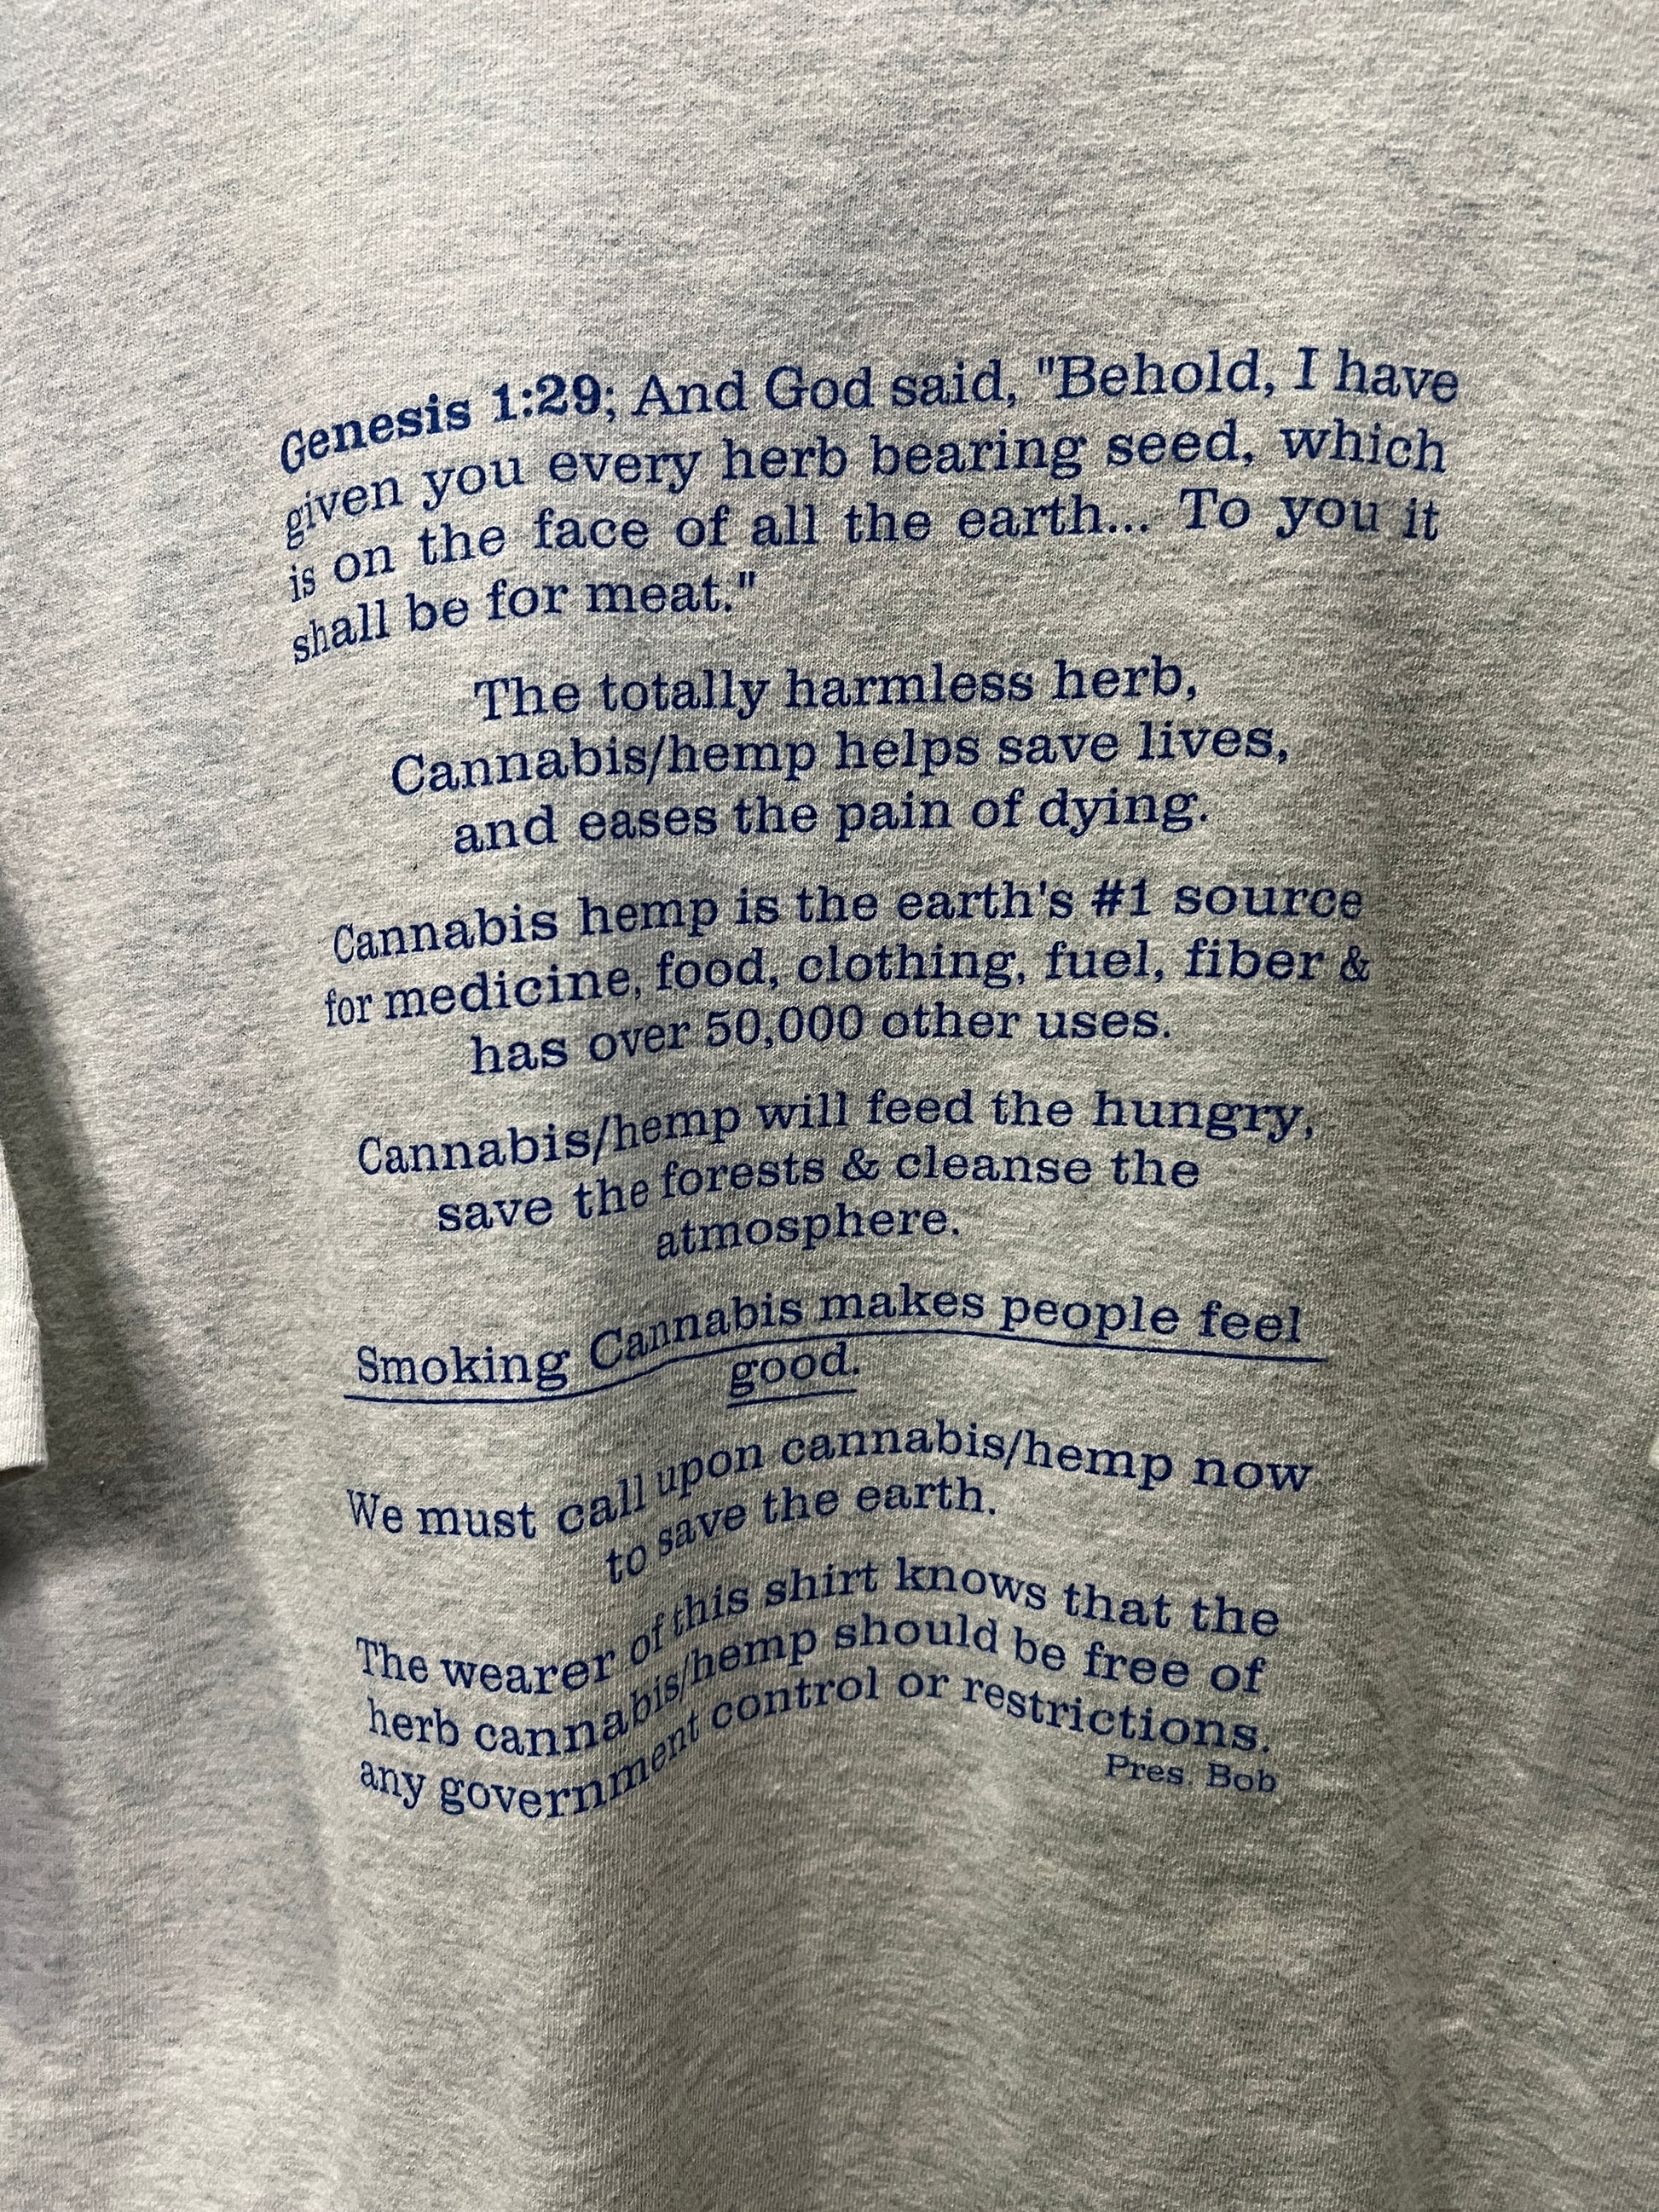 Genesis 1:29; And God said, "Behold, I have
given you every herb bearing seed, which
is on the face of all the earth... To you it
shall be for meat."
The totally harmless herb,
Cannabis/hemp helps save lives,
and eases the pain of dying.
Cannabis hemp is the earth's #1 source
for medicine, food, clothing, fuel, fiber &
has over 50,000 other uses.
Cannabis/hemp will feed the hungry,
save the forests & cleanse the
atmosphere.
Smoking Cannabis makes people feel
good.
We must call upon cannabis/hemp now
to save the earth.
The wearer of this shirt knows that the
herb cannabis/hemp should be free of
any government control or restrictions.
Pres. Bob